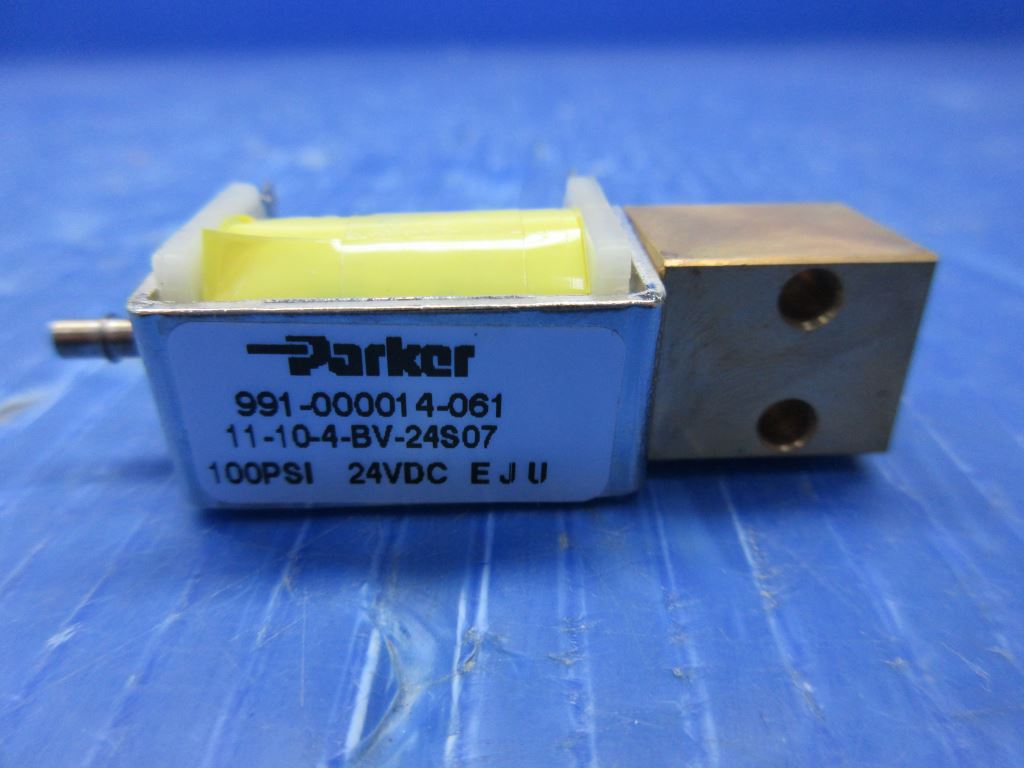 Parker
991-000014-061
11-10-4-BV-24S07
100PSI 24VDC E J U